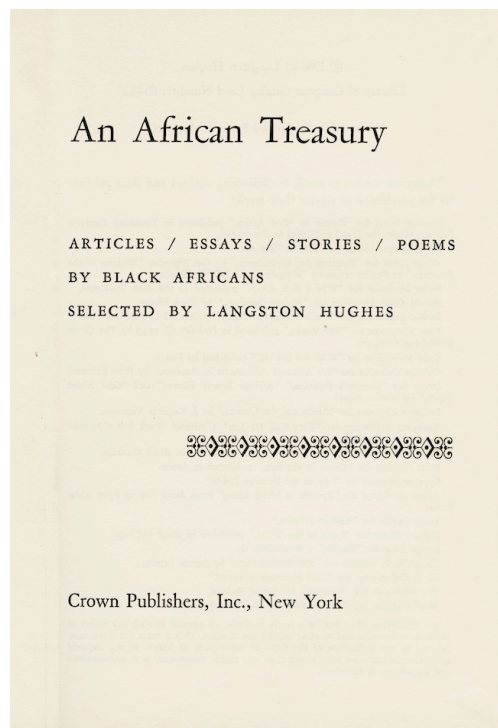 An African Treasury
ARTICLES / ESSAYS / STORIES / POEMS
BY BLACK AFRICANS
SELECTED BY LANGSTON HUGHES
Crown Publishers, Inc., New York